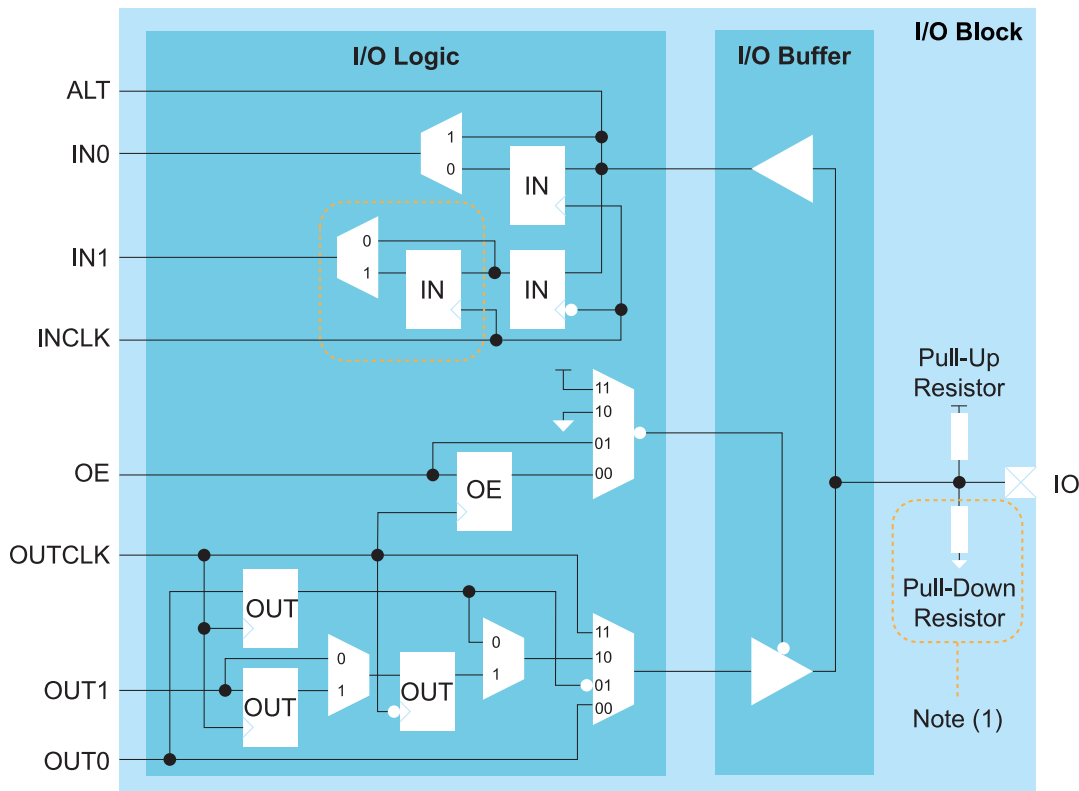 I/O Block
I/O Logic
I/O Buffer
ALT
IN0
1
0
IN
IN1
0
1
IN
IN
INCLK
Pull-Up
Resistor
11
10
01
00
OE
OE
IO
OUTCLK
OUT
Pull-Down
Resistor
0
1
11
10
01
00
OUT1
0
1
OUT
OUT
Note (1)
OUT0